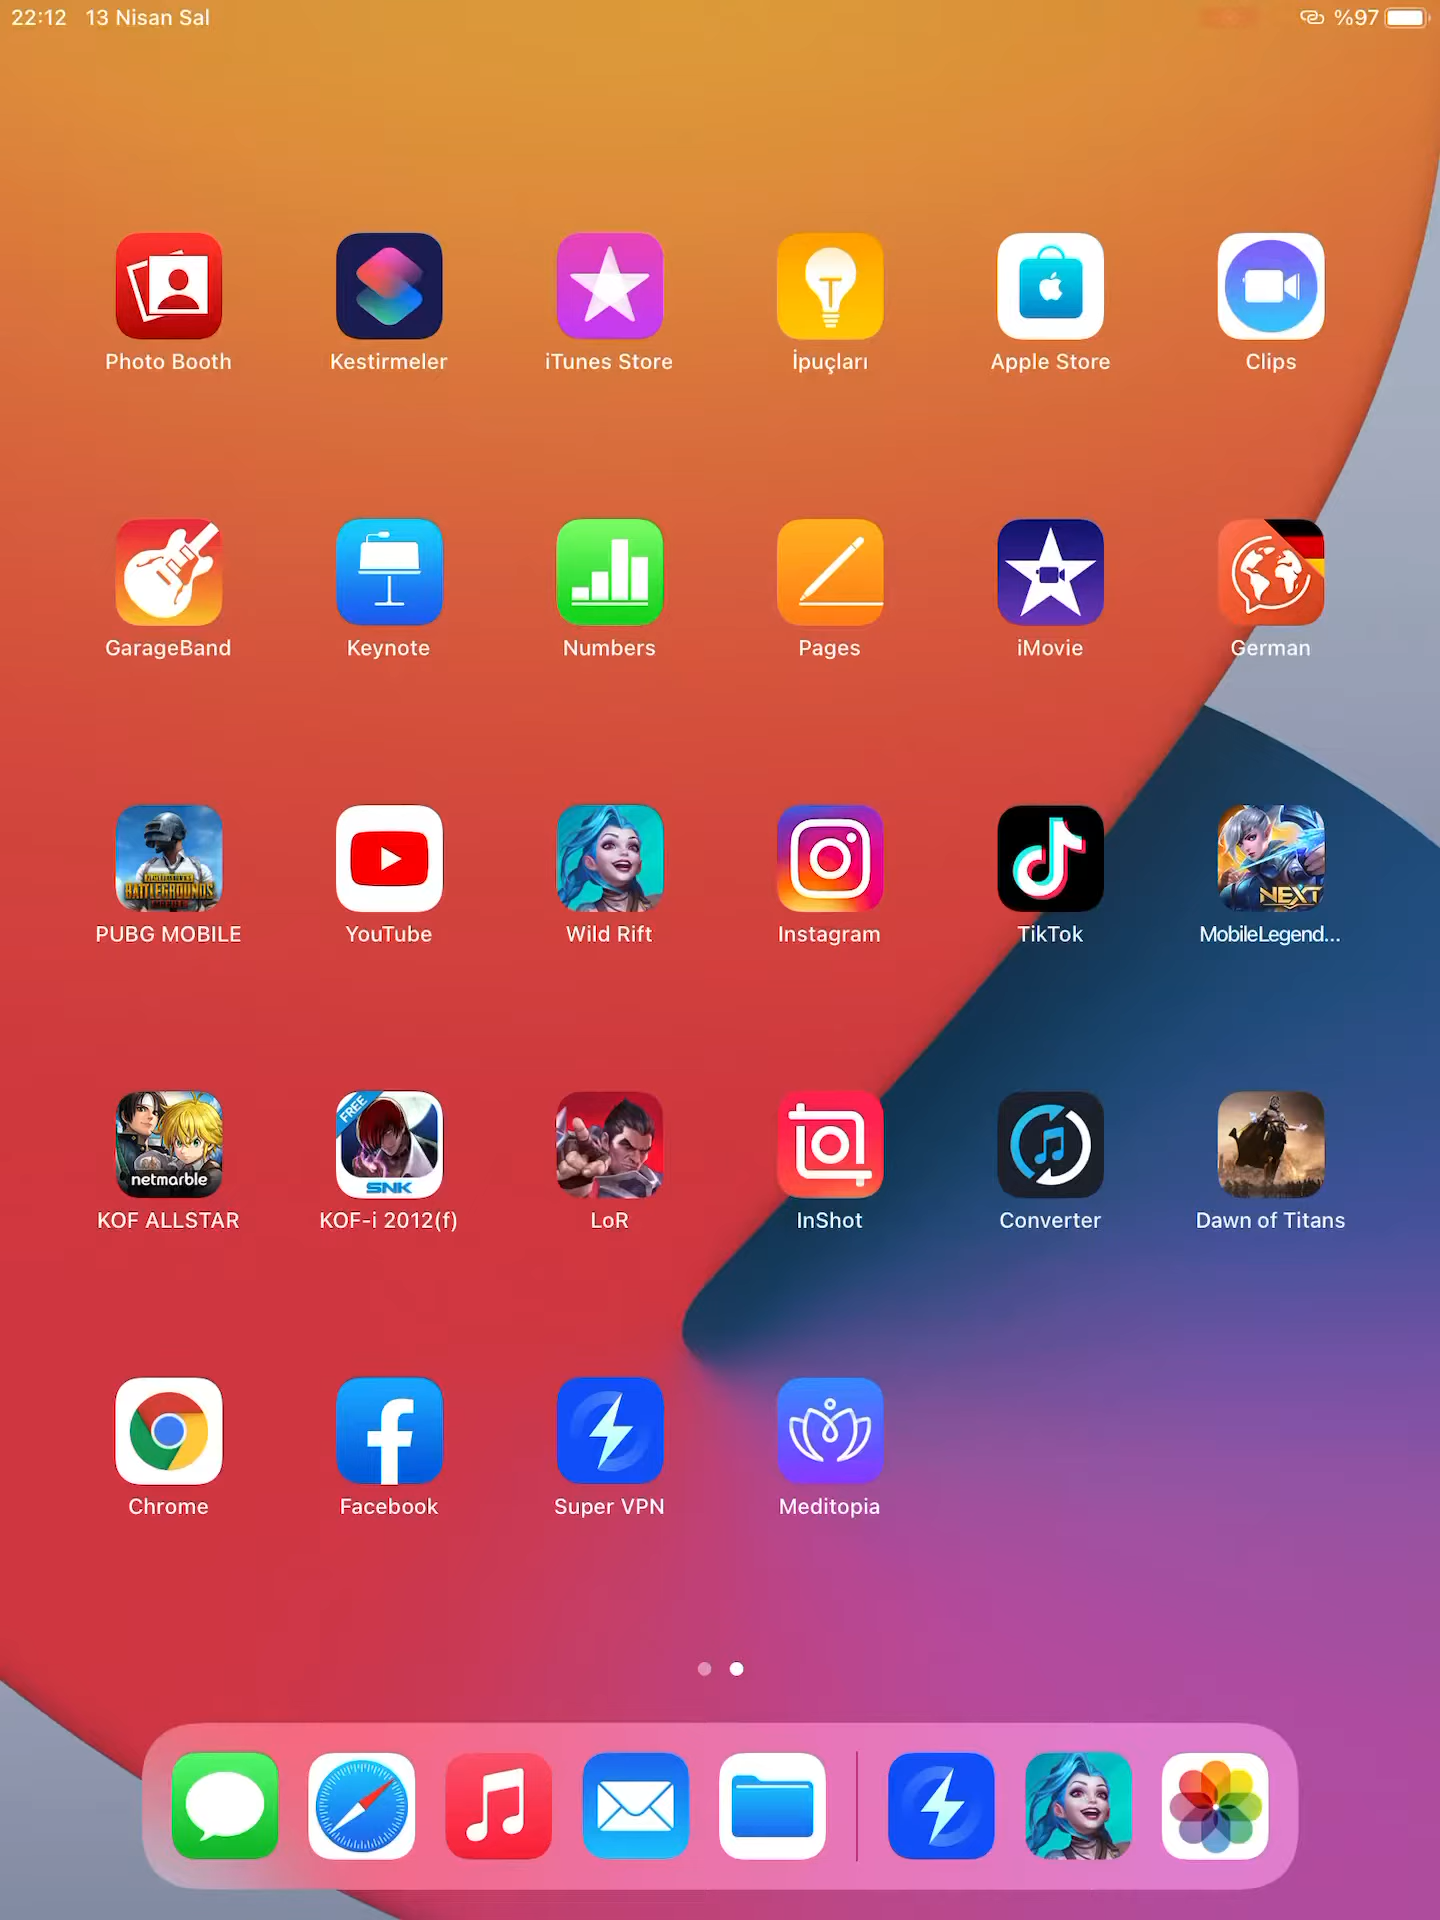 22:12 13 Nisan Sal %97
Photo Booth Kestirmeler iTunes Store İpuçları Apple Store Clips
GarageBand Keynote Numbers Pages iMovie German
BATTLEGROUNDS
NEXT
PUBG MOBILE YouTube Wild Rift Instagram TikTok MobileLegend...
FREE
netmarble
SNK
KOF ALLSTAR KOF-i 2012(f) LoR InShot Converter Dawn of Titans
Chrome Facebook Super VPN Meditopia